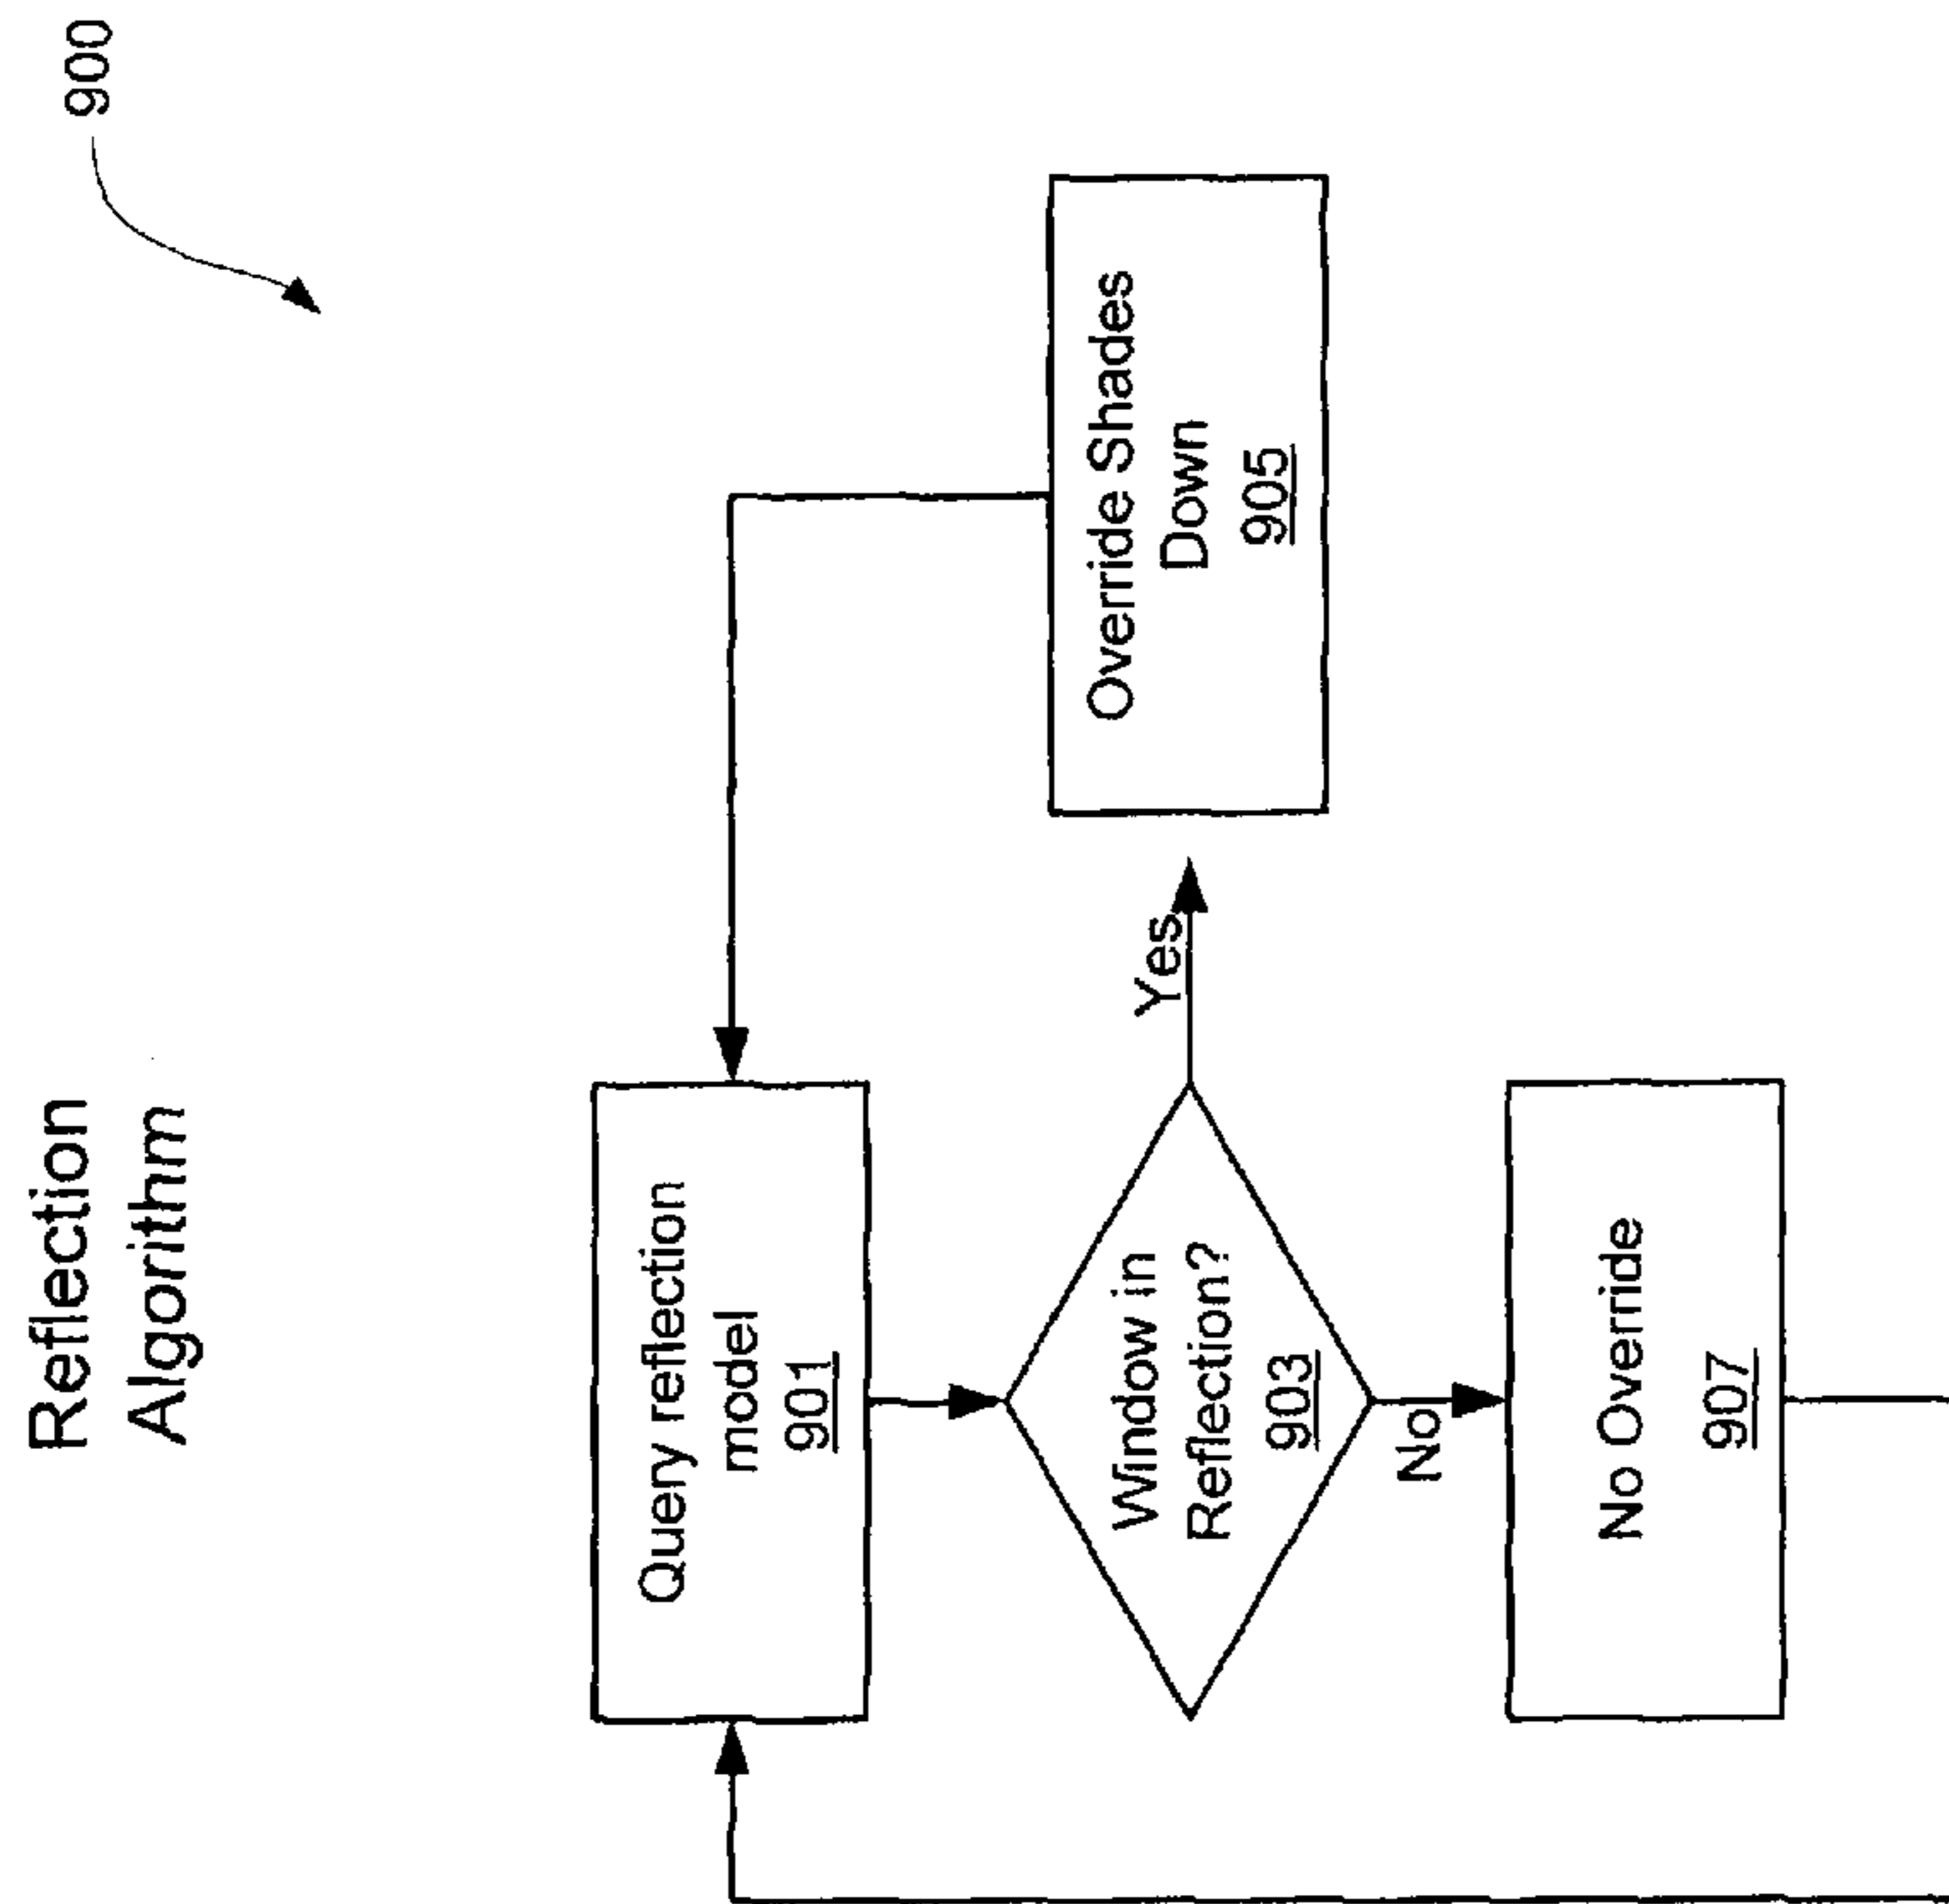 Reflection
Algorithm
900
Query reflection
model
901
Window in
Reflection?
903
Yes
Override Shades
Down
905
No
No Override
907